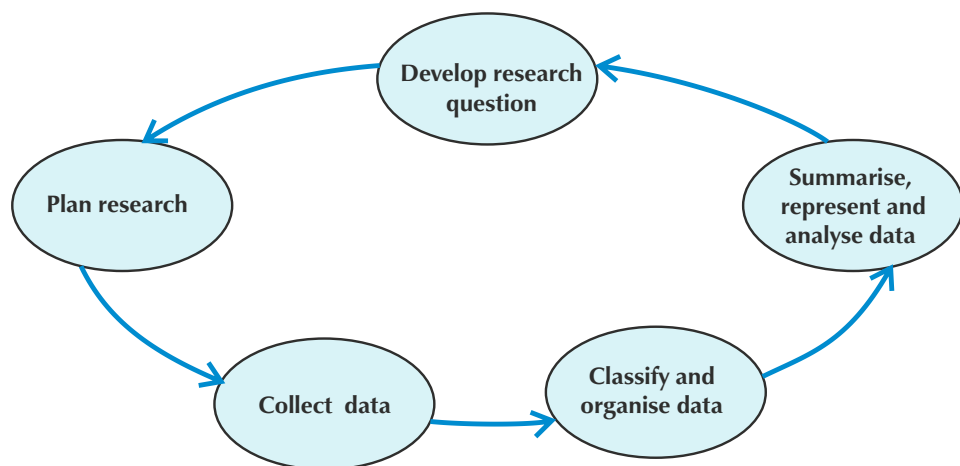 Develop research
question
Plan research
Collect data
Classify and
organise data
Summarise,
represent and
analyse data